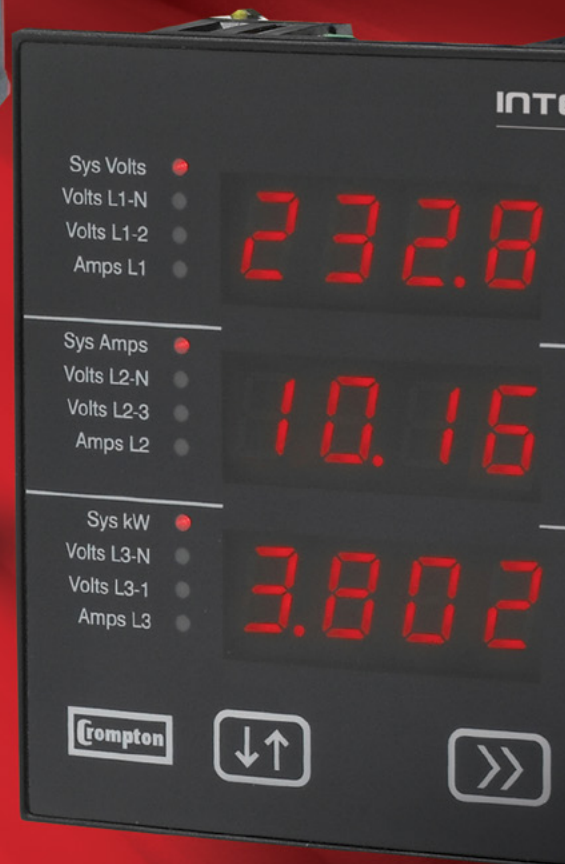 INTE
Sys Volts
Volts L1-N
Volts L1-2
Amps L1
232.8
Sys Amps
Volts L2-N
Volts L2-3
Amps L2
10.16
Sys kW
Volts L3-N
Volts L3-1
Amps L3
3.802
Crompton